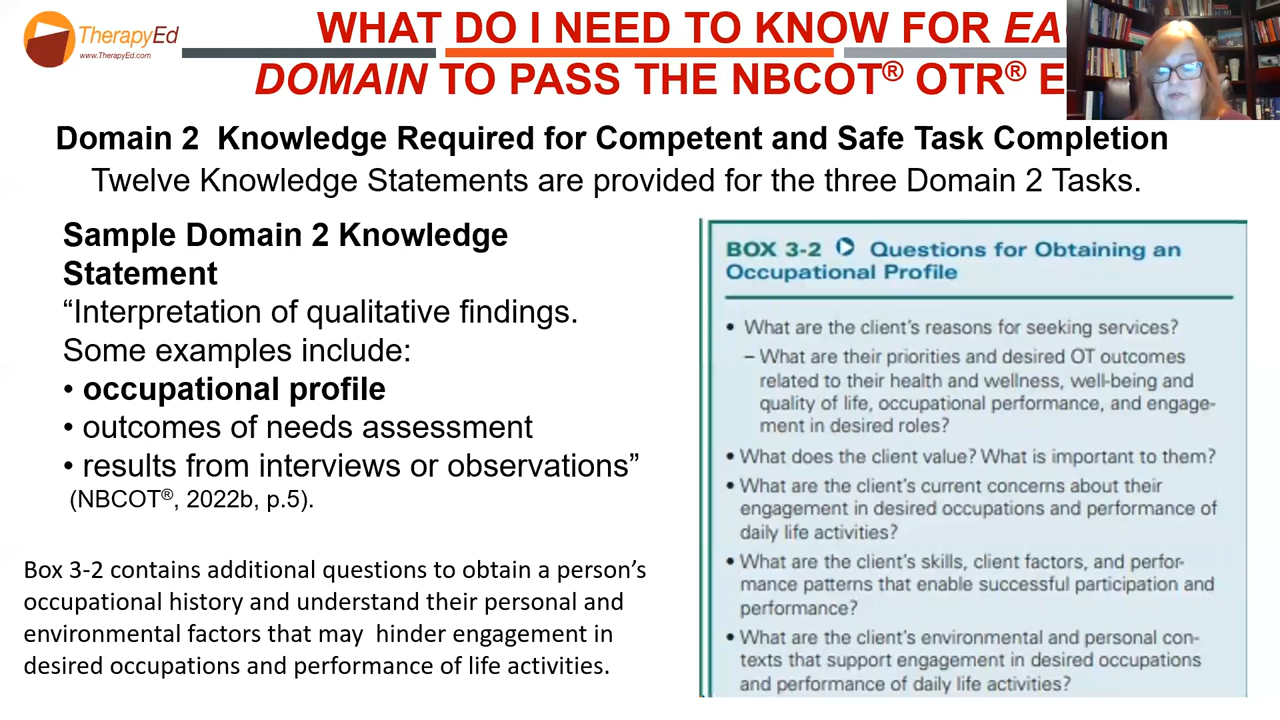 TherapyEd
www.TherapyEd.com
WHAT DO I NEED TO KNOW FOR
DOMAIN TO PASS THE NBCOT® OTR®
Domain 2 Knowledge Required for Competent and Safe Task Completion
Twelve Knowledge Statements are provided for the three Domain 2 Tasks.
Sample Domain 2 Knowledge
Statement
“Interpretation of qualitative findings.
Some examples include:
• occupational profile
• outcomes of needs assessment
• results from interviews or observations”
(NBCOT®, 2022b, p.5).
Box 3-2 contains additional questions to obtain a person’s
occupational history and understand their personal and
environmental factors that may hinder engagement in
desired occupations and performance of life activities.
BOX 3-2 Questions for Obtaining an
Occupational Profile
• What are the client’s reasons for seeking services?
– What are their priorities and desired OT outcomes
related to their health and wellness, well-being and
quality of life, occupational performance, and engage-
ment in desired roles?
• What does the client value? What is important to them?
• What are the client’s current concerns about their
engagement in desired occupations and performance of
daily life activities?
• What are the client’s skills, client factors, and perfor-
mance patterns that enable successful participation and
performance?
• What are the client’s environmental and personal con-
texts that support engagement in desired occupations
and performance of daily life activities?